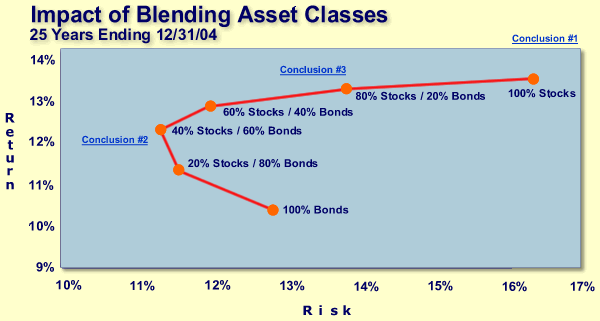 Impact of Blending Asset Classes
25 Years Ending 12/31/04
Conclusion #1
14%
Conclusion #3
80% Stocks / 20% Bonds
100% Stocks
13%
60% Stocks / 40% Bonds
Return
40% Stocks / 60% Bonds
Conclusion #2
12%
20% Stocks / 80% Bonds
11%
100% Bonds
10%
9%
10%
11%
12%
13%
14%
15%
16%
17%
Risk